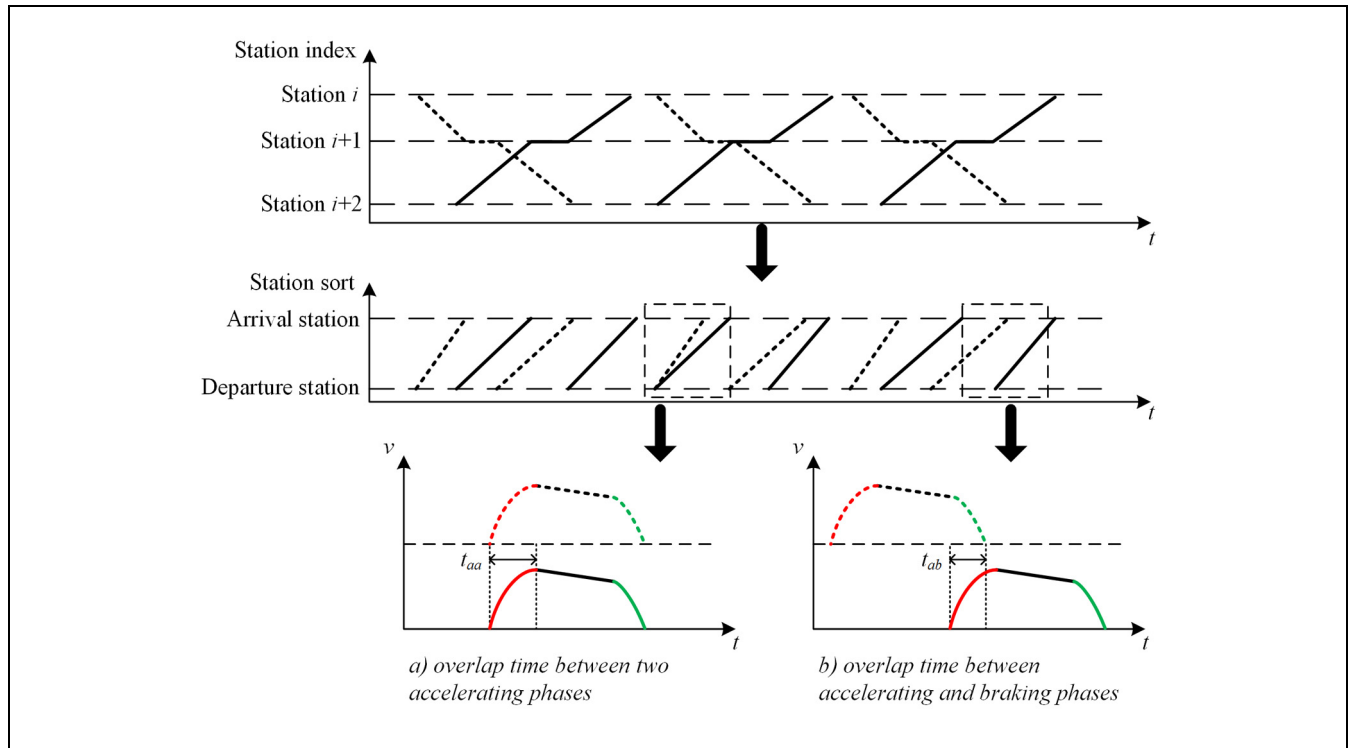 Station index
Station i
Station i+1
Station i+2
t
Station sort
Arrival station
Departure station
t
v
t_aa
t
a) overlap time between two
accelerating phases
v
t_ab
t
b) overlap time between
accelerating and braking phases